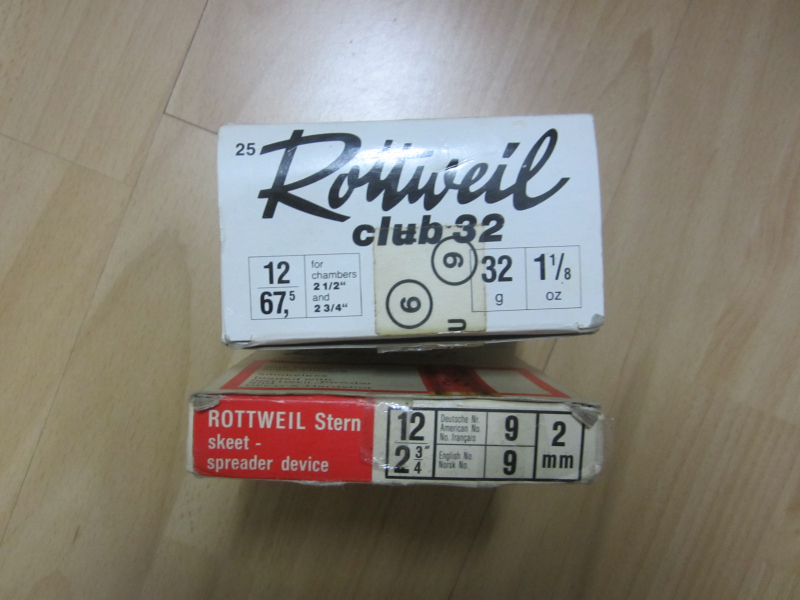 25 Rottweil
club 32
12
67,5
for
chambers
2 1/2"
and
2 3/4"
9
9
U
32
g
1 1/8
oz
ROTTWEIL Stern
skeet -
spreader device
12
2 3/4"
Deutsche Nr.
American No.
No. français
9
English No
Norsk No.
9
2
mm